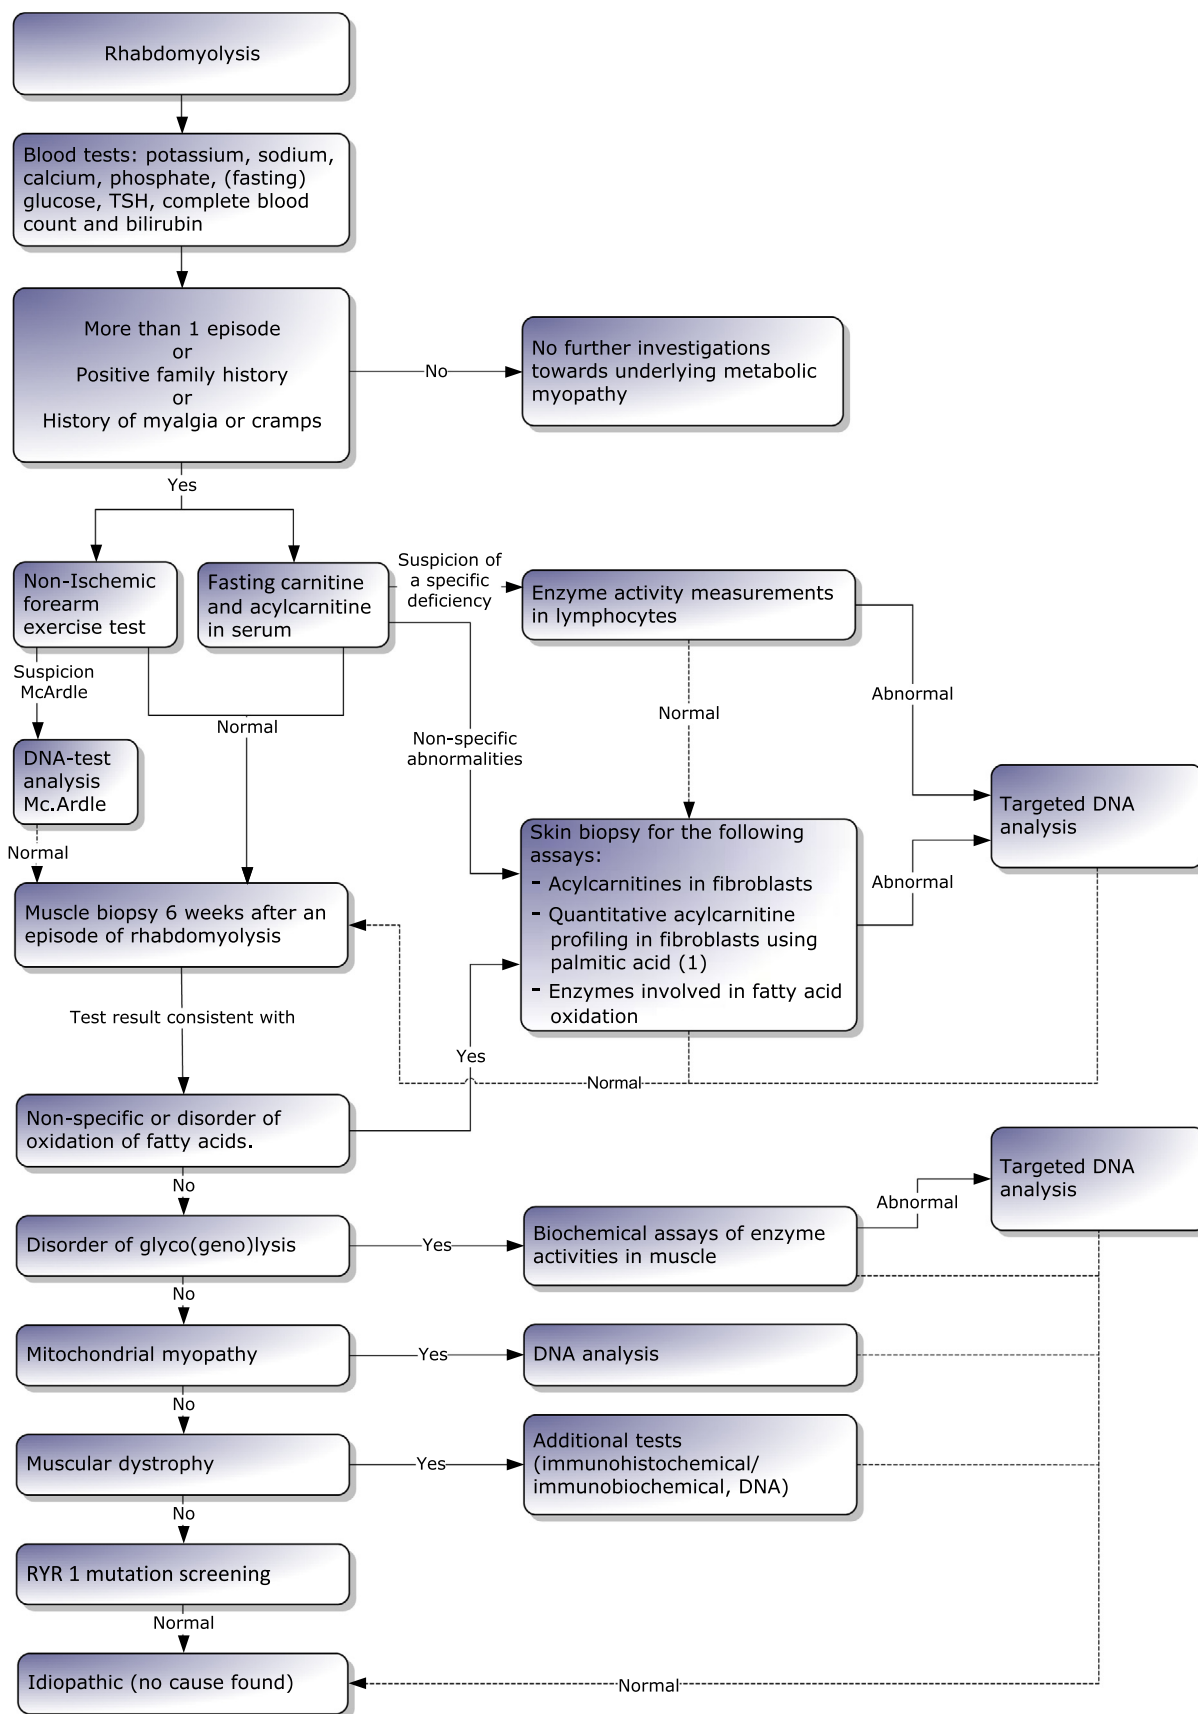 Rhabdomyolysis
Blood tests: potassium, sodium,
calcium, phosphate, (fasting)
glucose, TSH, complete blood
count and bilirubin
More than 1 episode
or
Positive family history
or
History of myalgia or cramps
No
No further investigations
towards underlying metabolic
myopathy
Yes
Non-Ischemic
forearm
exercise test
Fasting carnitine
and acylcarnitine
in serum
Suspicion of
a specific
deficiency
Enzyme activity measurements
in lymphocytes
Suspicion
McArdle
Normal
Non-specific
abnormalities
Normal
Abnormal
DNA-test
analysis
Mc.Ardle
Normal
Targeted DNA
analysis
Skin biopsy for the following
assays:
- Acylcarnitines in fibroblasts
- Quantitative acylcarnitine
profiling in fibroblasts using
palmitic acid (1)
- Enzymes involved in fatty acid
oxidation
Abnormal
Muscle biopsy 6 weeks after an
episode of rhabdomyolysis
Test result consistent with
Yes
Normal
Non-specific or disorder of
oxidation of fatty acids.
No
Disorder of glyco(geno)lysis
Yes
Biochemical assays of enzyme
activities in muscle
Abnormal
Targeted DNA
analysis
No
Mitochondrial myopathy
Yes
DNA analysis
No
Muscular dystrophy
Yes
Additional tests
(immunohistochemical/
immunobiochemical, DNA)
No
RYR 1 mutation screening
Normal
Idiopathic (no cause found)
Normal